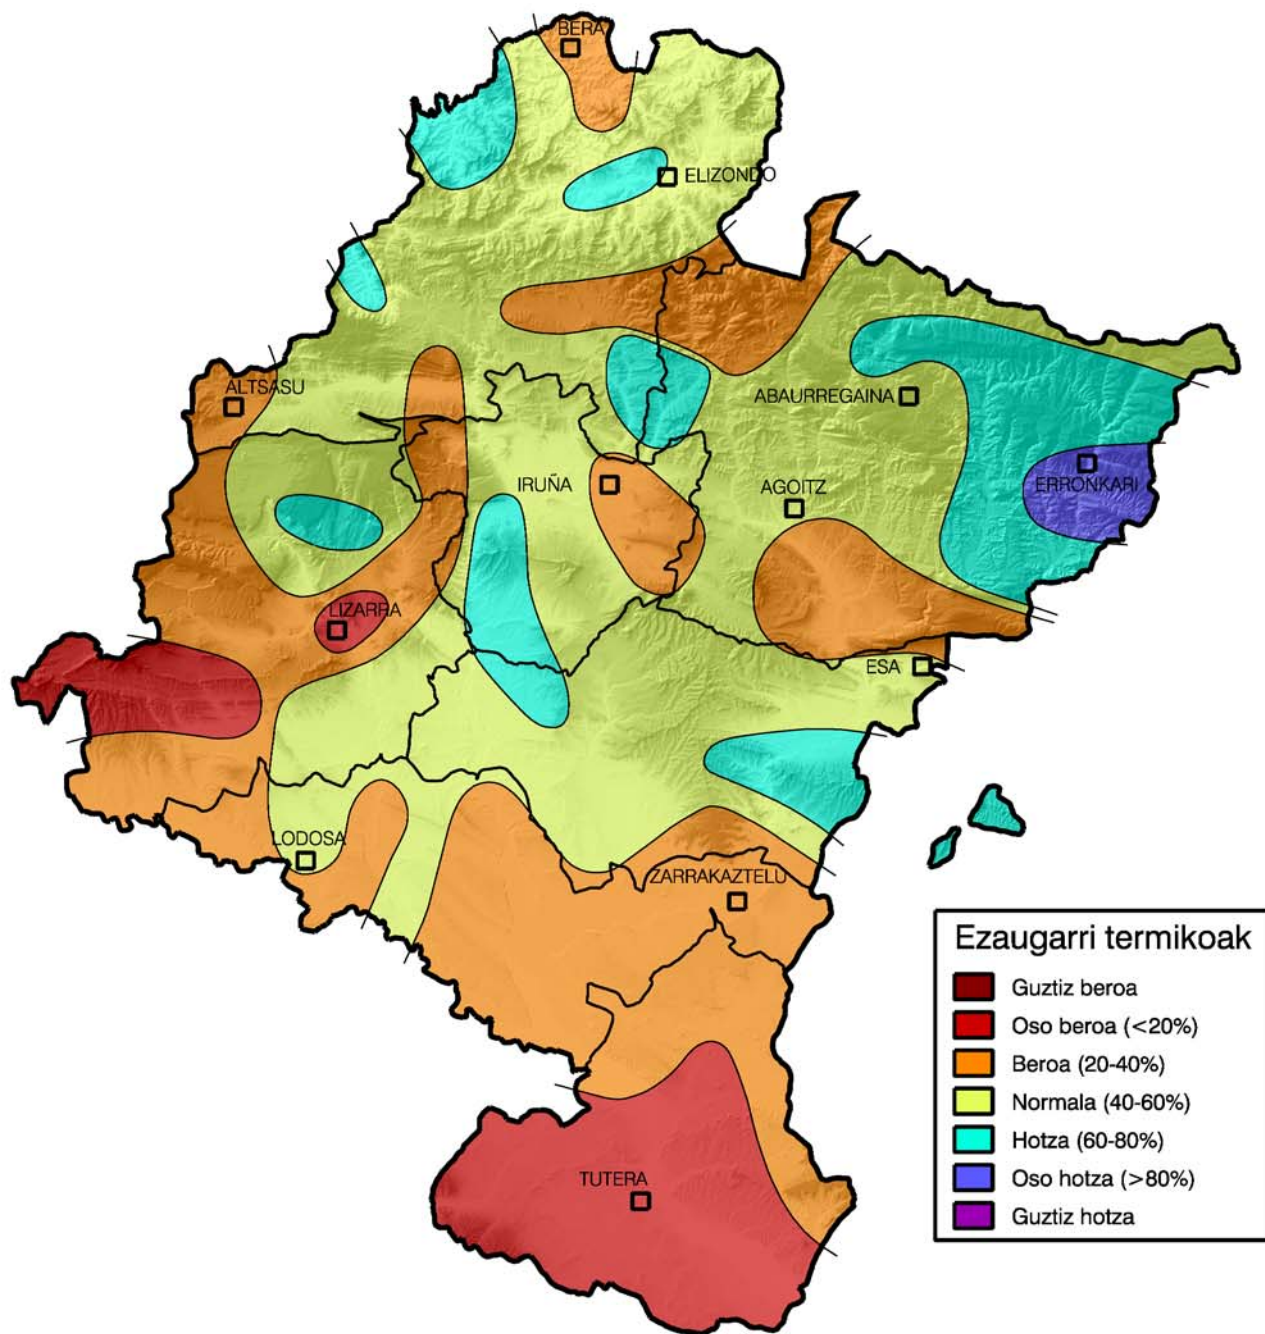 BERA
ELIZONDO
ALTSASU
ABAURREGAINA
IRUÑA
AGOITZ
ERRONKARI
LIZARRA
ESA
LODOSA
ZARRAKAZTELU
TUTERA
Ezaugarri termikoak
Guztiz beroa
Oso beroa (<20%)
Beroa (20-40%)
Normala (40-60%)
Hotza (60-80%)
Oso hotza (>80%)
Guztiz hotza